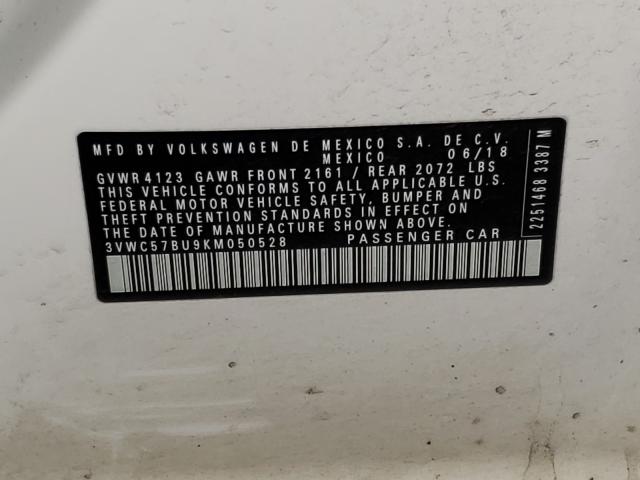 MFD BY VOLKSWAGEN DE MEXICO S.A. DE C.V.
MEXICO 06/18
GVWR 4123 GAWR FRONT 2161 / REAR 2072 LBS
THIS VEHICLE CONFORMS TO ALL APPLICABLE U.S.
FEDERAL MOTOR VEHICLE SAFETY, BUMPER AND
THEFT PREVENTION STANDARDS IN EFFECT ON
THE DATE OF MANUFACTURE SHOWN ABOVE.
3VWC57BU9KM050528 PASSENGER CAR
2251468 3387 M